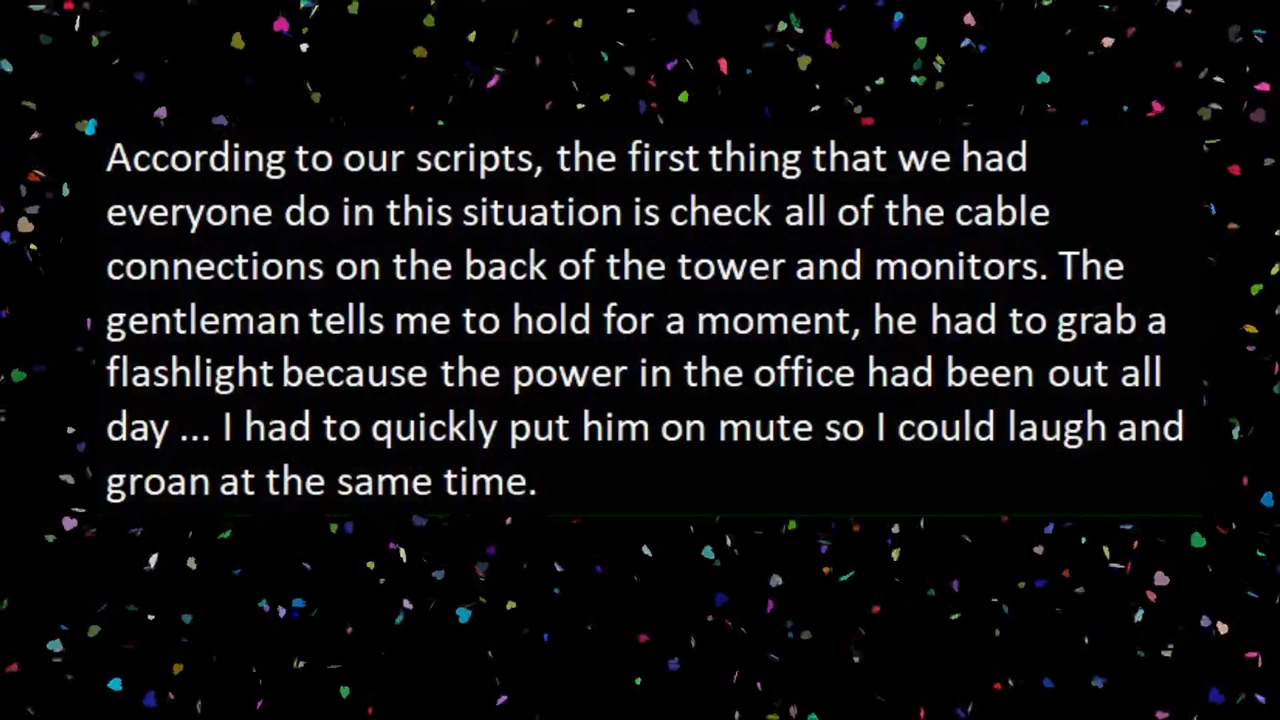 According to our scripts, the first thing that we had
everyone do in this situation is check all of the cable
connections on the back of the tower and monitors. The
gentleman tells me to hold for a moment, he had to grab a
flashlight because the power in the office had been out all
day ... I had to quickly put him on mute so I could laugh and
groan at the same time.